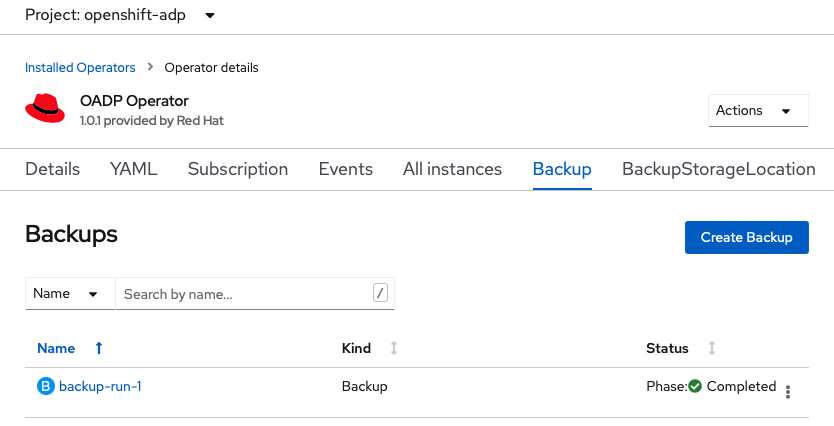 Project: openshift-adp
Installed Operators > Operator details
OADP Operator
1.0.1 provided by Red Hat
Actions
Details YAML Subscription Events All instances Backup BackupStorageLocation
Backups
Create Backup
Name Search by name... /
Name Kind Status
B backup-run-1 Backup Phase: Completed